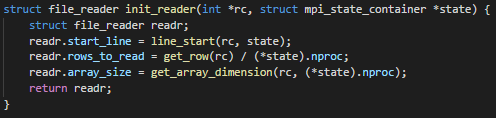 struct file_reader init_reader(int *rc, struct mpi_state_container *state) {
    struct file_reader readr;
    readr.start_line = line_start(rc, state);
    readr.rows_to_read = get_row(rc) / (*state).nproc;
    readr.array_size = get_array_dimension(rc, (*state).nproc);
    return readr;
}